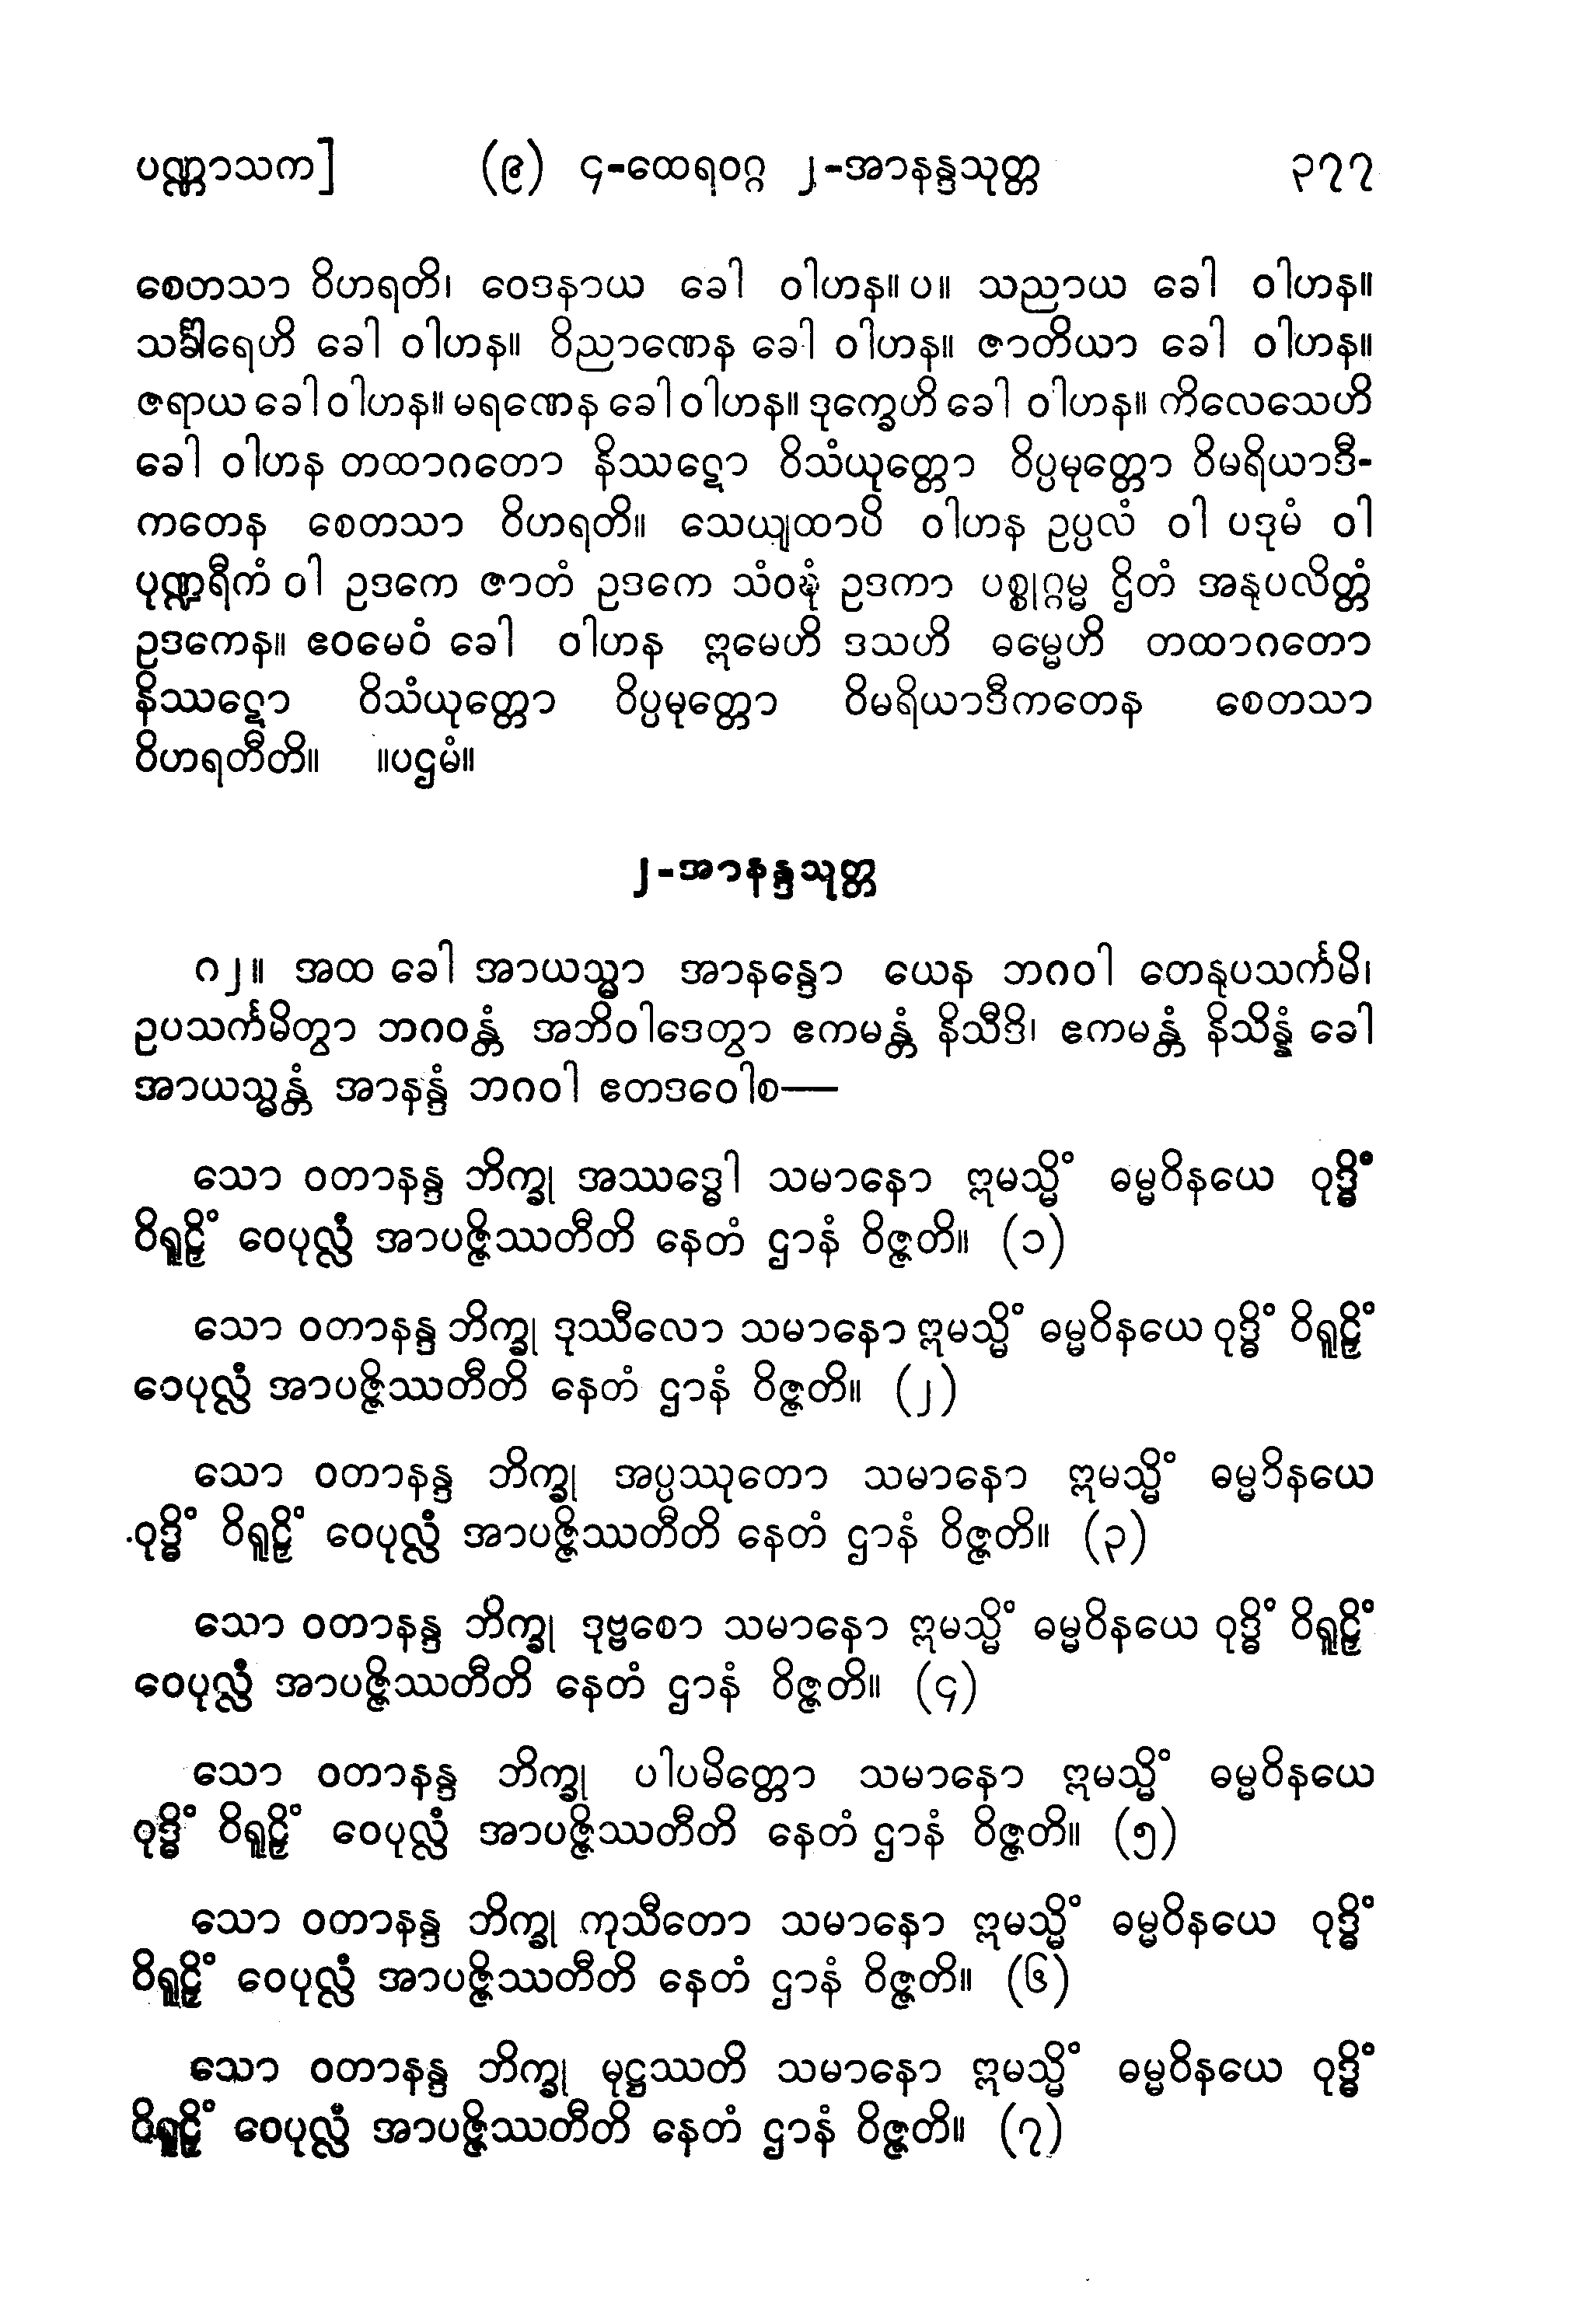 ပဏ္ဏာသက] (၉) ၄-ထေရဝဂ္ဂ ၂-အာနန္ဒသုတ္တ ၃၇၇
စေတသာ ဝိဟရတိ၊ ဝေဒနာယ ခေါ ဝါဟန။ ပ။ သညာယ ခေါ ဝါဟန။
သင်္ခါရေဟိ ခေါ ဝါဟန။ ဝိညာဏေန ခေါ ဝါဟန။ ဇာတိယာ ခေါ ဝါဟန။
ဇရာယ ခေါ ဝါဟန။ မရဏေန ခေါ ဝါဟန။ ဒုက္ခေဟိ ခေါ ဝါဟန။ ကိလေသေဟိ
ခေါ ဝါဟန တထာဂတော နိဿဋော ဝိသံယုတ္တော ဝိပ္ပမုတ္တော ဝိမရိယာဒီ-
ကတေန စေတသာ ဝိဟရတိ။ သေယျထာပိ ဝါဟန ဥပ္ပလံ ဝါ ပဒုမံ ဝါ
ပုဏ္ဍရီကံ ဝါ ဥဒကေ ဇာတံ ဥဒကေ သံဝဍ္ဎံ ဥဒကာ ပစ္စုဂ္ဂမ္မ ဌိတံ အနုပလိတ္တံ
ဥဒကေန။ ဧဝမေဝံ ခေါ ဝါဟန ဣမေဟိ ဒသဟိ ဓမ္မေဟိ တထာဂတော
နိဿဋော ဝိသံယုတ္တော ဝိပ္ပမုတ္တော ဝိမရိယာဒီကတေန စေတသာ
ဝိဟရတီတိ။ ။ပဌမံ။
၂-အာနန္ဒသုတ္တ
၈၂။ အထ ခေါ အာယသ္မာ အာနန္ဒော ယေန ဘဂဝါ တေနုပသင်္ကမိ၊
ဥပသင်္ကမိတွာ ဘဂဝန္တံ အဘိဝါဒေတွာ ဧကမန္တံ နိသီဒိ၊ ဧကမန္တံ နိသိန္နံ ခေါ
အာယသ္မန္တံ အာနန္ဒံ ဘဂဝါ ဧတဒဝေါစ—
သော ဝတာနန္ဒ ဘိက္ခု အဿဒ္ဓေါ သမာနော ဣမသ္မိံ ဓမ္မဝိနယေ ဝုဒ္ဓိံ
ဝိရူဠှိံ ဝေပုလ္လံ အာပဇ္ဇိဿတီတိ နေတံ ဌာနံ ဝိဇ္ဇတိ။ (၁)
သော ဝတာနန္ဒ ဘိက္ခု ဒုဿီလော သမာနော ဣမသ္မိံ ဓမ္မဝိနယေ ဝုဒ္ဓိံ ဝိရူဠှိံ
ဝေပုလ္လံ အာပဇ္ဇိဿတီတိ နေတံ ဌာနံ ဝိဇ္ဇတိ။ (၂)
သော ဝတာနန္ဒ ဘိက္ခု အပ္ပဿုတော သမာနော ဣမသ္မိံ ဓမ္မဝိနယေ
ဝုဒ္ဓိံ ဝိရူဠှိံ ဝေပုလ္လံ အာပဇ္ဇိဿတီတိ နေတံ ဌာနံ ဝိဇ္ဇတိ။ (၃)
သော ဝတာနန္ဒ ဘိက္ခု ဒုဗ္ဗစော သမာနော ဣမသ္မိံ ဓမ္မဝိနယေ ဝုဒ္ဓိံ ဝိရူဠှိံ
ဝေပုလ္လံ အာပဇ္ဇိဿတီတိ နေတံ ဌာနံ ဝိဇ္ဇတိ။ (၄)
သော ဝတာနန္ဒ ဘိက္ခု ပါပမိတ္တော သမာနော ဣမသ္မိံ ဓမ္မဝိနယေ
ဝုဒ္ဓိံ ဝိရူဠှိံ ဝေပုလ္လံ အာပဇ္ဇိဿတီတိ နေတံ ဌာနံ ဝိဇ္ဇတိ။ (၅)
သော ဝတာနန္ဒ ဘိက္ခု ကုသီတော သမာနော ဣမသ္မိံ ဓမ္မဝိနယေ ဝုဒ္ဓိံ
ဝိရူဠှိံ ဝေပုလ္လံ အာပဇ္ဇိဿတီတိ နေတံ ဌာနံ ဝိဇ္ဇတိ။ (၆)
သော ဝတာနန္ဒ ဘိက္ခု မုဋ္ဌဿတိ သမာနော ဣမသ္မိံ ဓမ္မဝိနယေ ဝုဒ္ဓိံ
ဝိရူဠှိံ ဝေပုလ္လံ အာပဇ္ဇိဿတီတိ နေတံ ဌာနံ ဝိဇ္ဇတိ။ (၇)